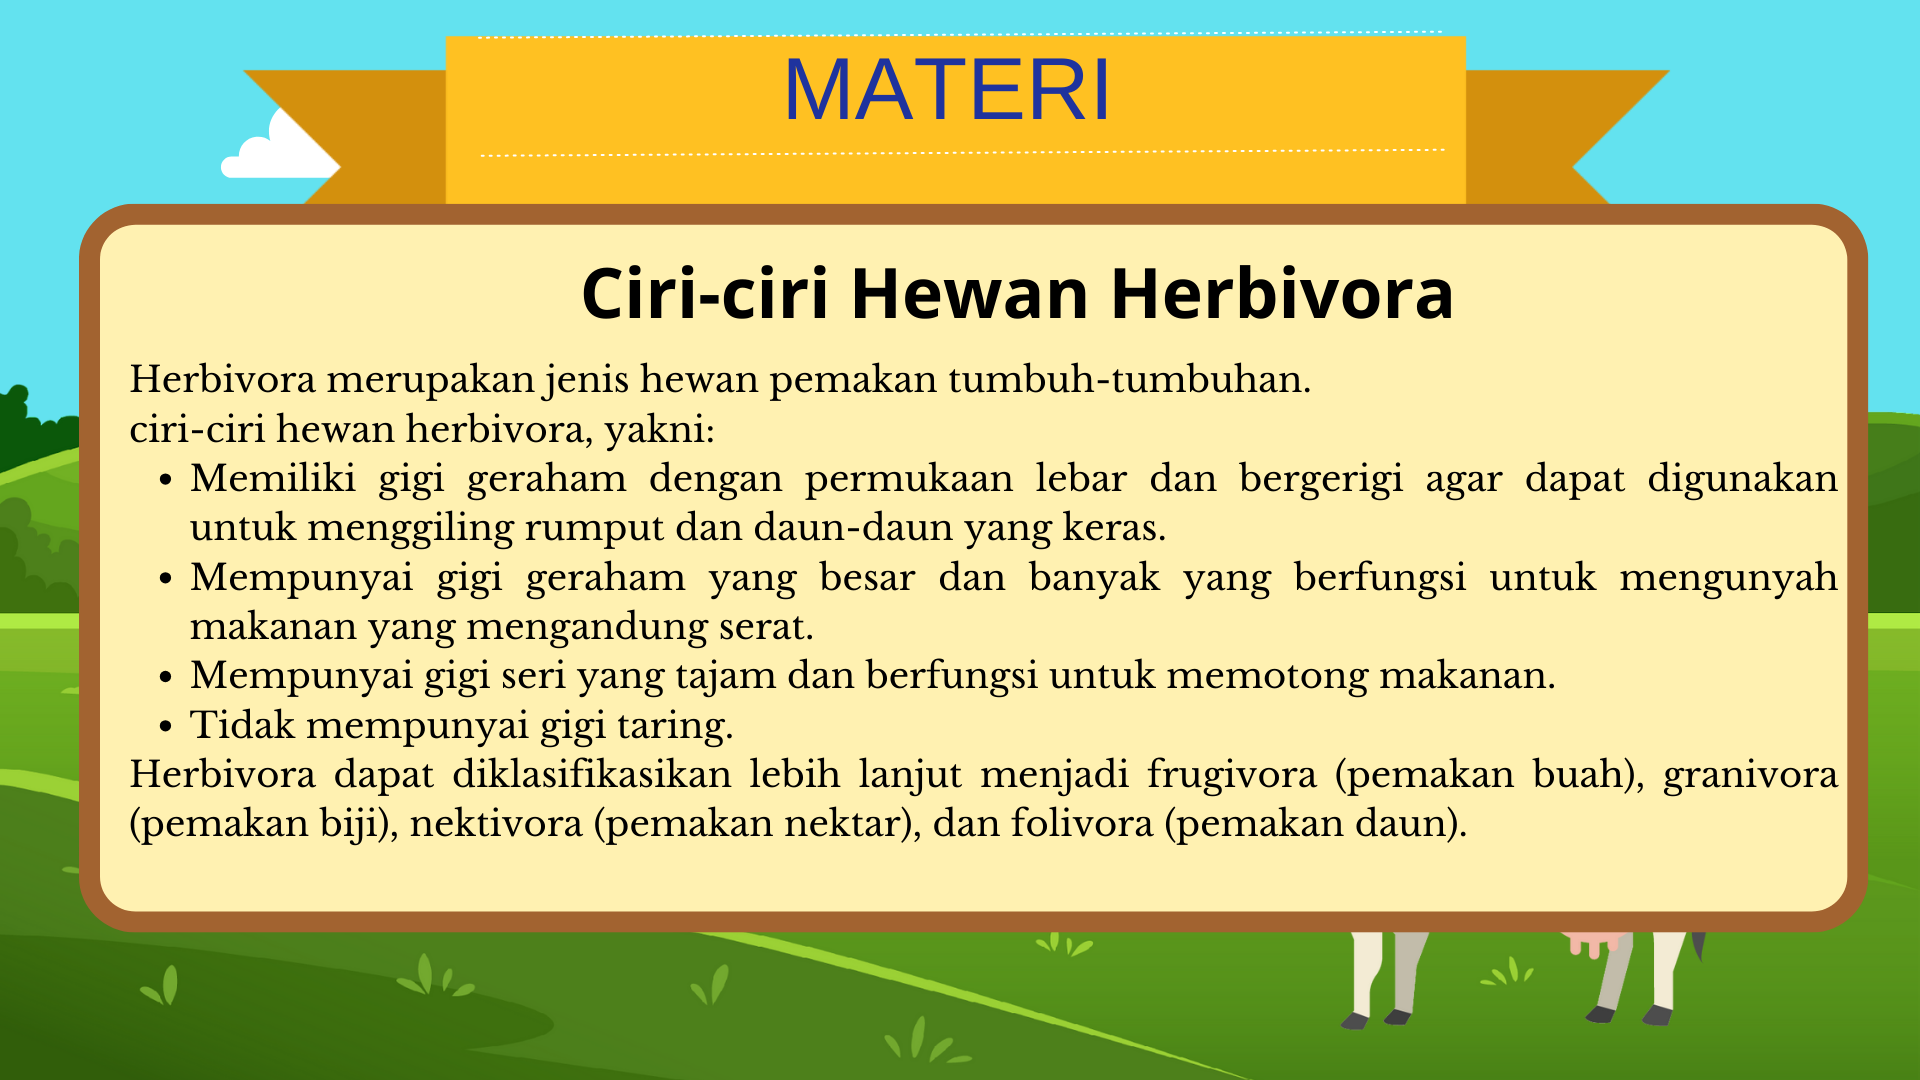 MATERI
Ciri-ciri Hewan Herbivora
Herbivora merupakan jenis hewan pemakan tumbuh-tumbuhan.
ciri-ciri hewan herbivora, yakni:
• Memiliki gigi geraham dengan permukaan lebar dan bergerigi agar dapat digunakan
untuk menggiling rumput dan daun-daun yang keras.
• Mempunyai gigi geraham yang besar dan banyak yang berfungsi untuk mengunyah
makanan yang mengandung serat.
• Mempunyai gigi seri yang tajam dan berfungsi untuk memotong makanan.
• Tidak mempunyai gigi taring.
Herbivora dapat diklasifikasikan lebih lanjut menjadi frugivora (pemakan buah), granivora
(pemakan biji), nektivora (pemakan nektar), dan folivora (pemakan daun).